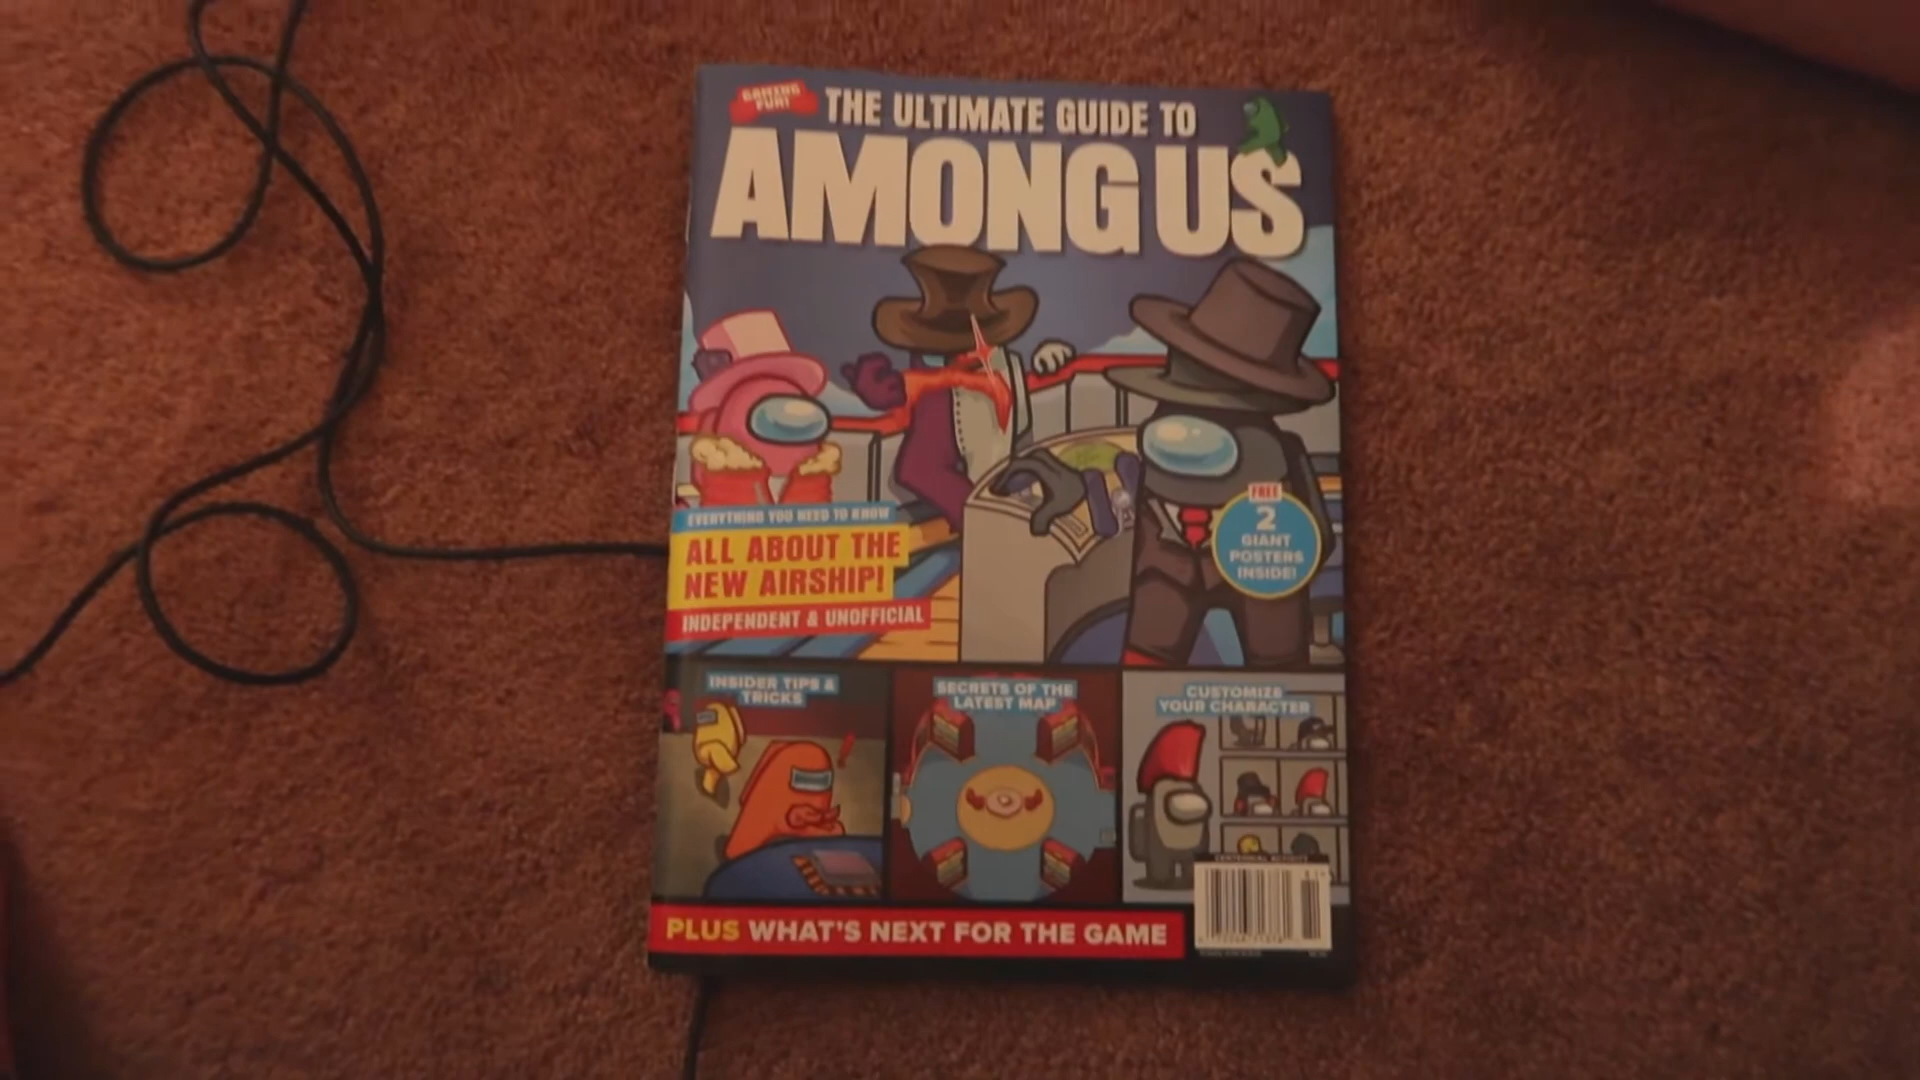 GAMING
FUN!
THE ULTIMATE GUIDE TO
AMONG US
EVERYTHING YOU NEED TO KNOW
ALL ABOUT THE
NEW AIRSHIP!
INDEPENDENT & UNOFFICIAL
FREE
2
GIANT
POSTERS
INSIDE!
INSIDER TIPS &
TRICKS
SECRETS OF THE
LATEST MAP
CUSTOMIZE
YOUR CHARACTER
CENTENNIAL ACTIVITY
PLUS WHAT'S NEXT FOR THE GAME